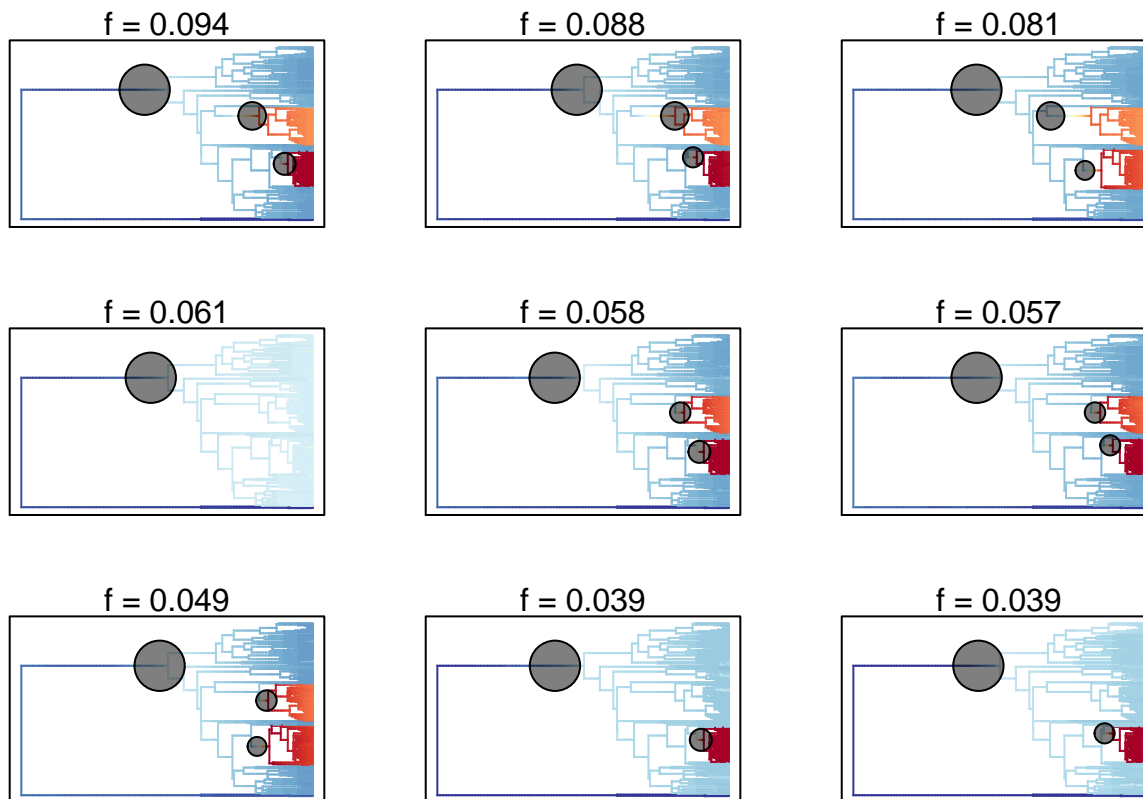 f = 0.094
f = 0.088
f = 0.081
f = 0.061
f = 0.058
f = 0.057
f = 0.049
f = 0.039
f = 0.039